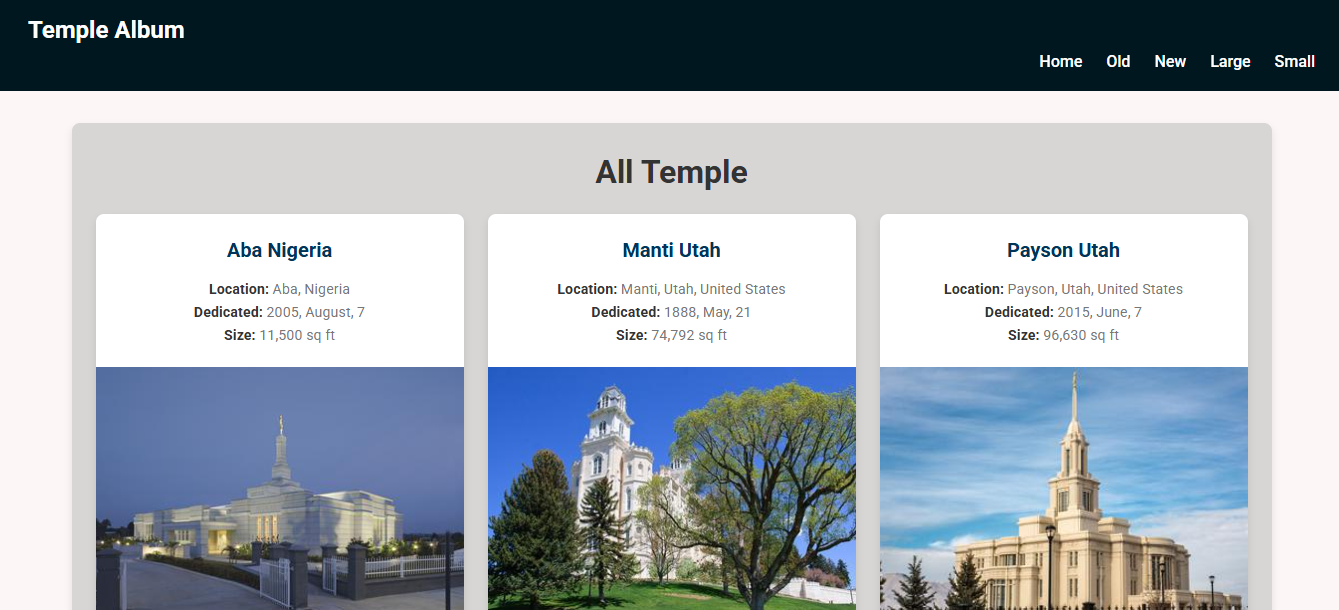 Temple Album
Home Old New Large Small
All Temple
Aba Nigeria
Location: Aba, Nigeria
Dedicated: 2005, August, 7
Size: 11,500 sq ft
Manti Utah
Location: Manti, Utah, United States
Dedicated: 1888, May, 21
Size: 74,792 sq ft
Payson Utah
Location: Payson, Utah, United States
Dedicated: 2015, June, 7
Size: 96,630 sq ft